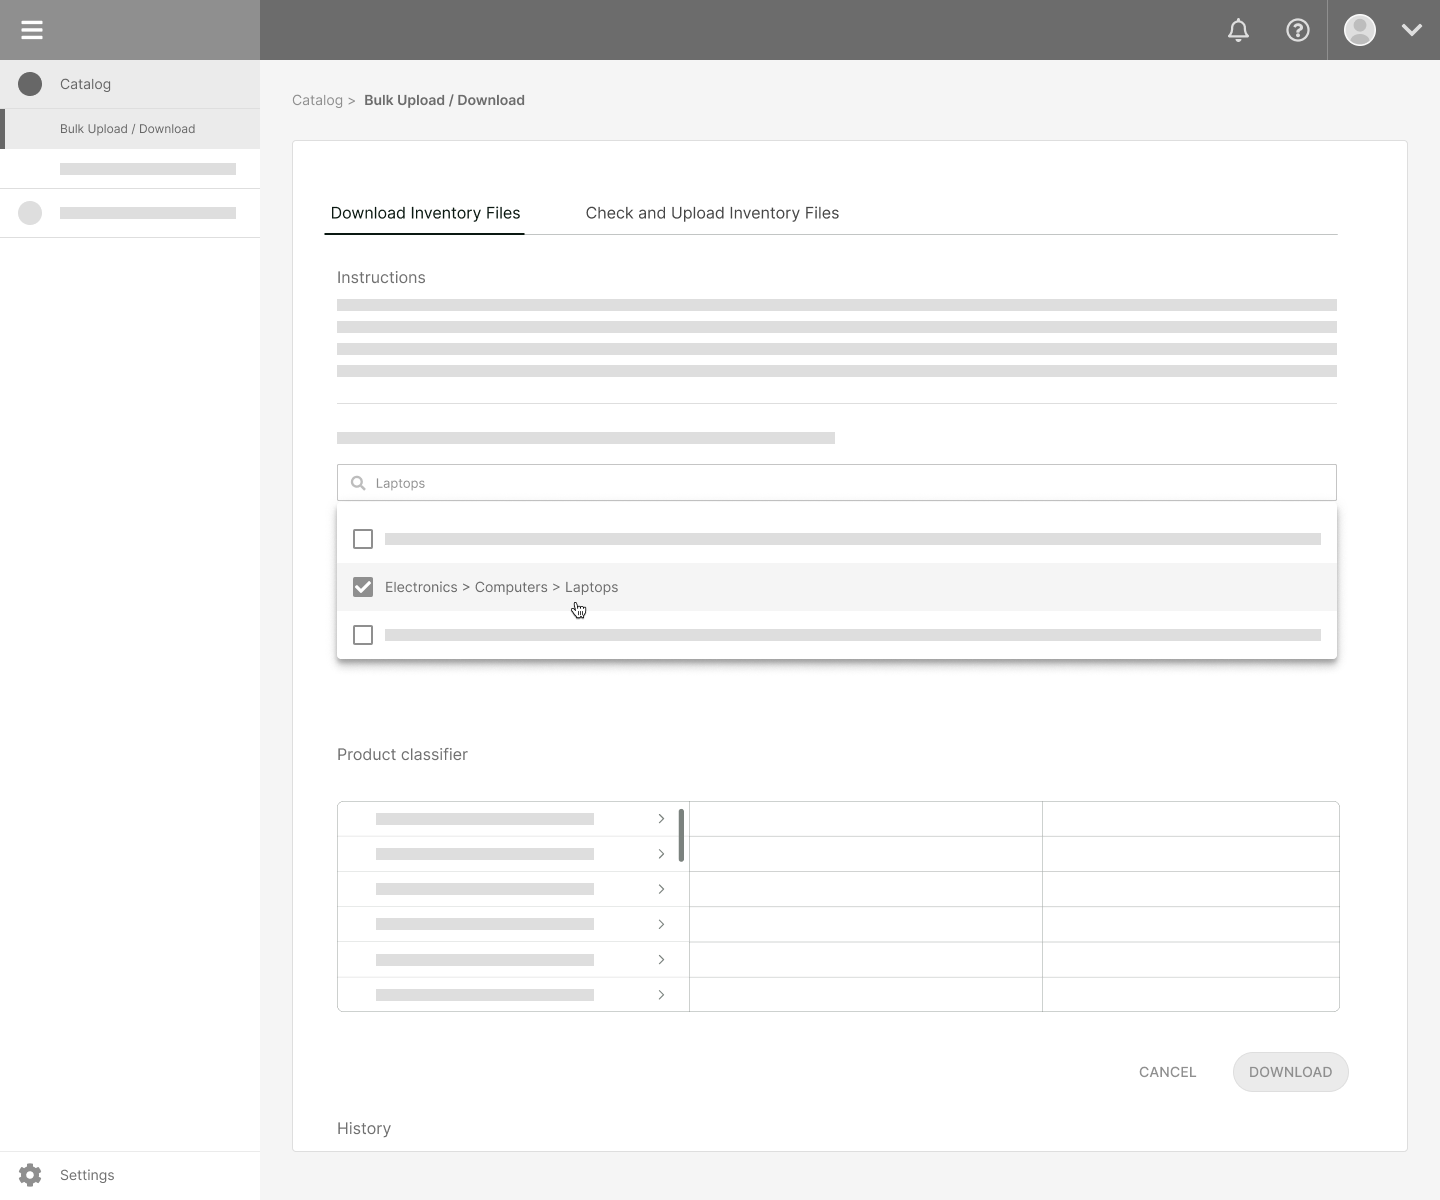 Catalog
Bulk Upload / Download
Settings
Catalog > Bulk Upload / Download
Download Inventory Files
Check and Upload Inventory Files
Instructions
Laptops
Electronics > Computers > Laptops
Product classifier
CANCEL
DOWNLOAD
History